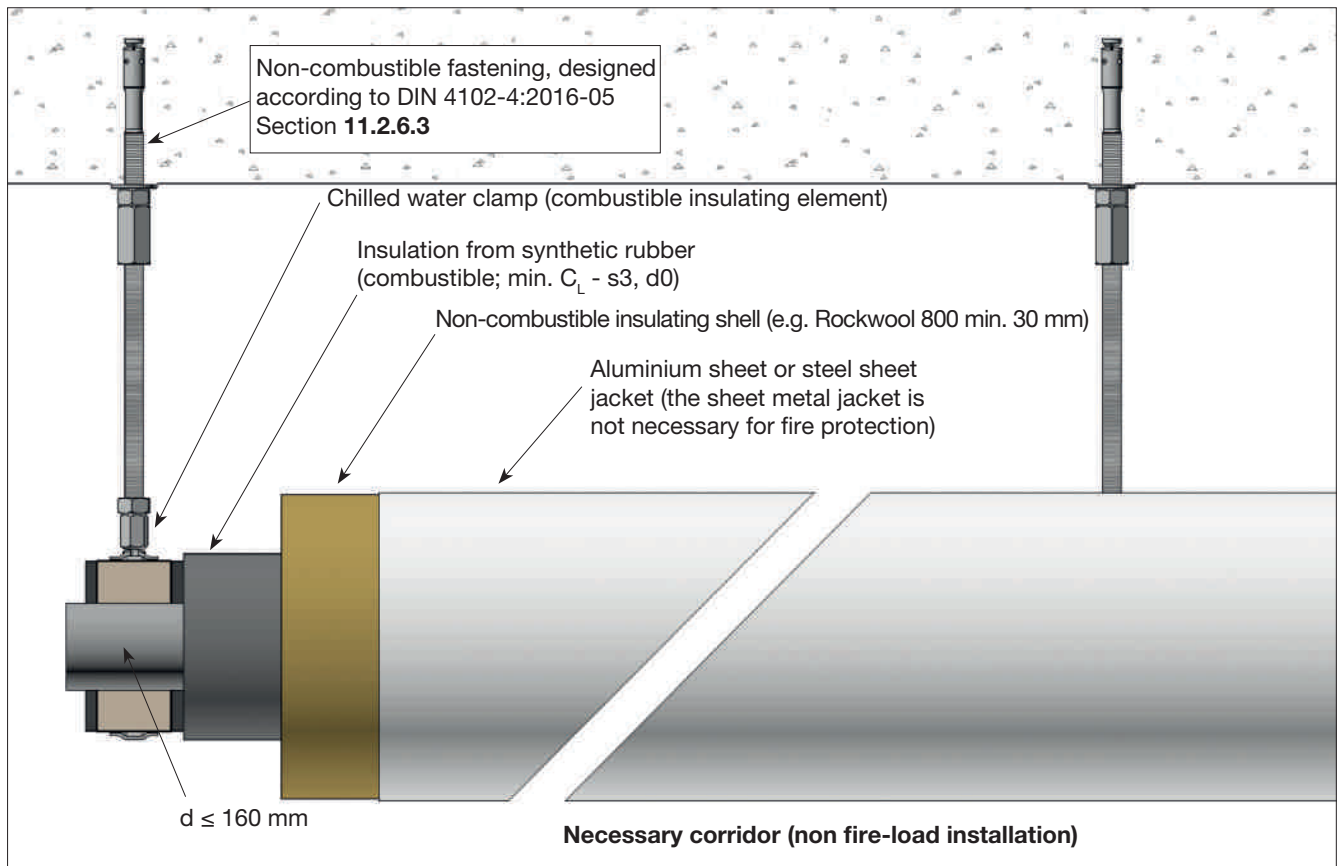 Non-combustible fastening, designed
according to DIN 4102-4:2016-05
Section 11.2.6.3
Chilled water clamp (combustible insulating element)
Insulation from synthetic rubber
(combustible; min. C_L - s3, d0)
Non-combustible insulating shell (e.g. Rockwool 800 min. 30 mm)
Aluminium sheet or steel sheet
jacket (the sheet metal jacket is
not necessary for fire protection)
d ≤ 160 mm
Necessary corridor (non fire-load installation)